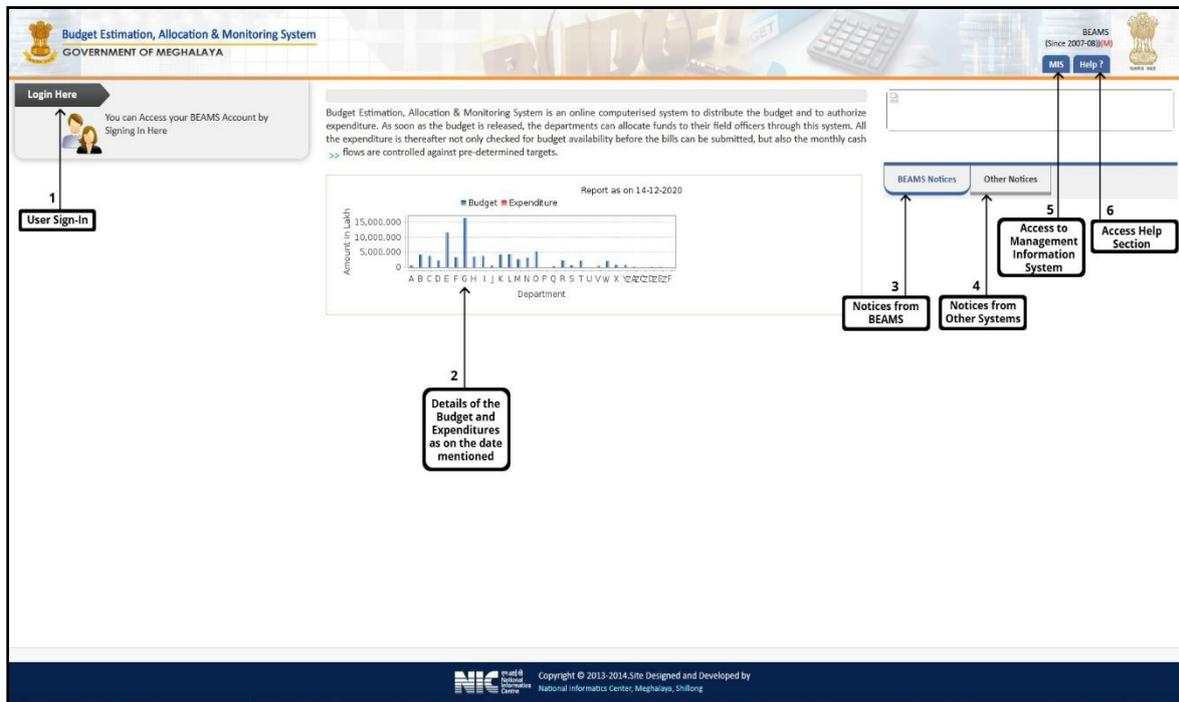 Budget Estimation, Allocation & Monitoring System
GOVERNMENT OF MEGHALAYA
BEAMS
(Since 2007-08))(M)
MIS
Help ?
Login Here
You can Access your BEAMS Account by
Signing In Here
1
User Sign-In
Budget Estimation, Allocation & Monitoring System is an online computerised system to distribute the budget and to authorize
expenditure. As soon as the budget is released, the departments can allocate funds to their field officers through this system. All
the expenditure is thereafter not only checked for budget availability before the bills can be submitted, but also the monthly cash
>> flows are controlled against pre-determined targets.
Report as on 14-12-2020
Budget Expenditure
Amount in Lakh
15,000.000
10,000.000
5,000.000
0
A B C D E F G H I J K L M N O P Q R S T U V W X
Department
2
Details of the
Budget and
Expenditures
as on the date
mentioned
BEAMS Notices
Other Notices
3
Notices from
BEAMS
4
Notices from
Other Systems
5
Access to
Management
Information
System
6
Access Help
Section
NIC
National
Informatics
Centre
Copyright © 2013-2014.Site Designed and Developed by
National Informatics Center, Meghalaya, Shillong